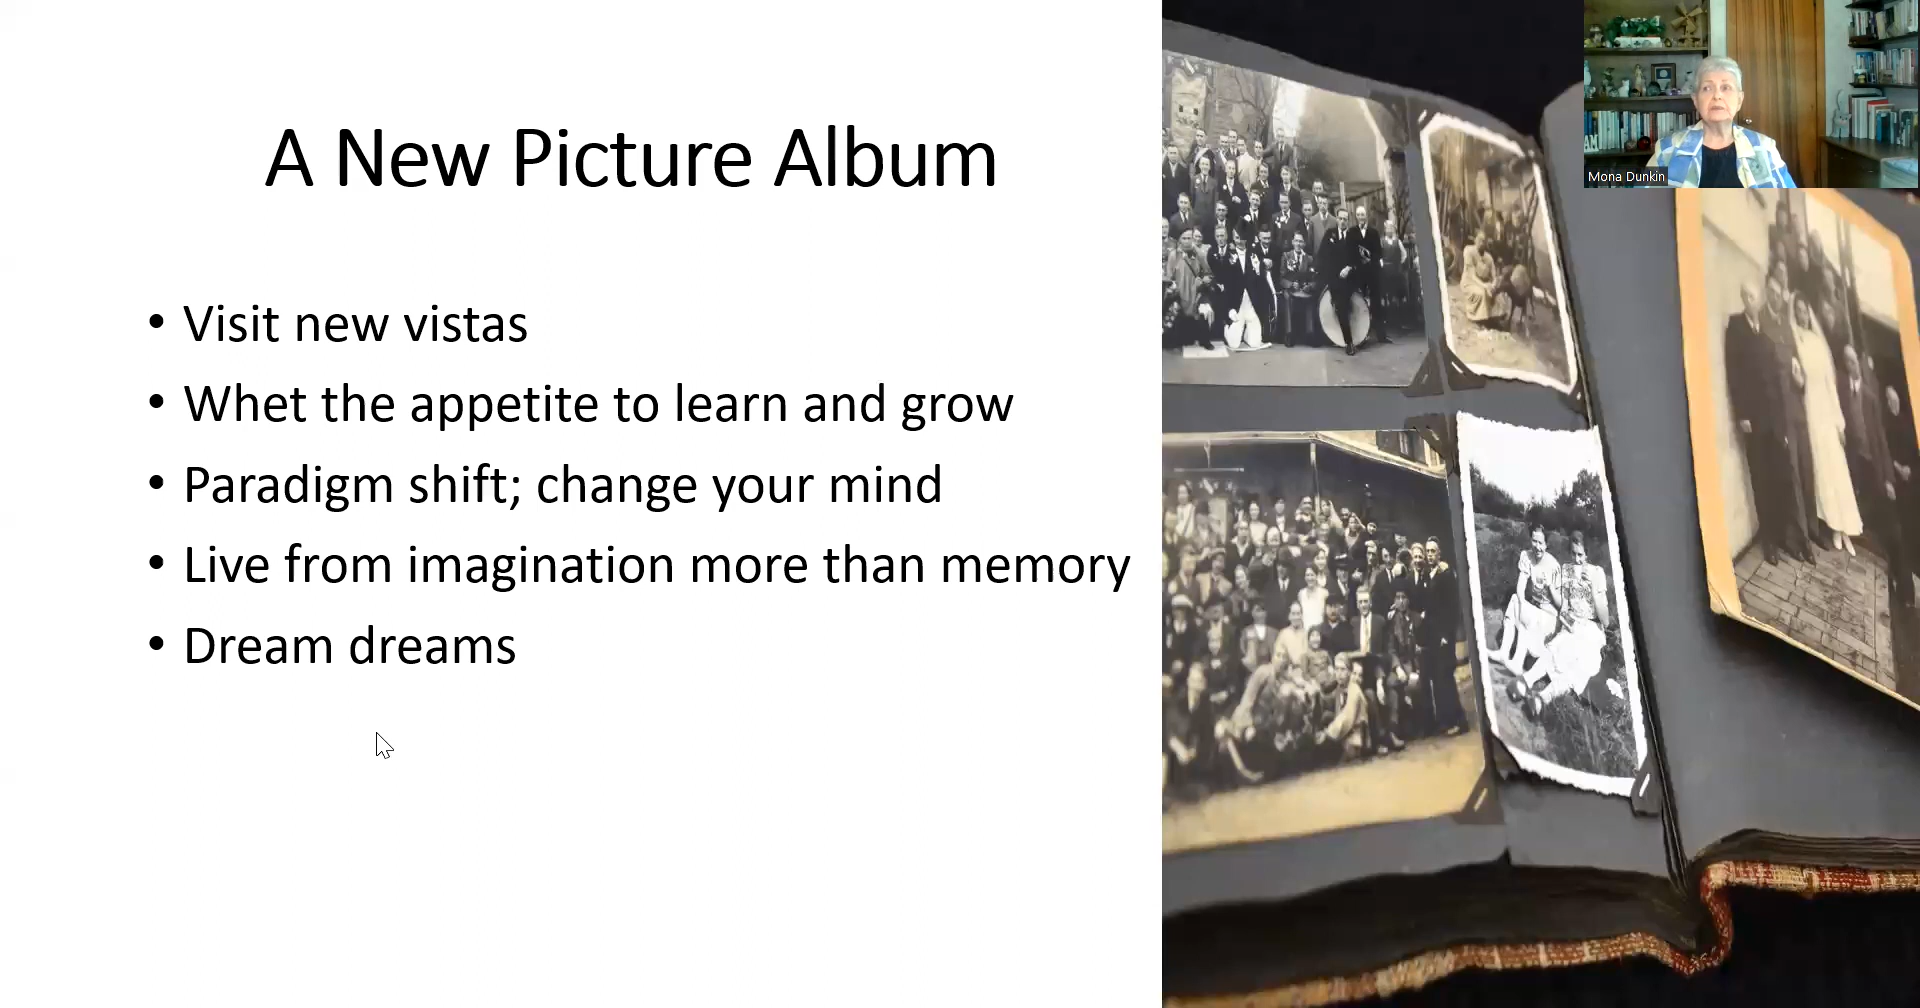 A New Picture Album
• Visit new vistas
• Whet the appetite to learn and grow
• Paradigm shift; change your mind
• Live from imagination more than memory
• Dream dreams
Mona Dunkin